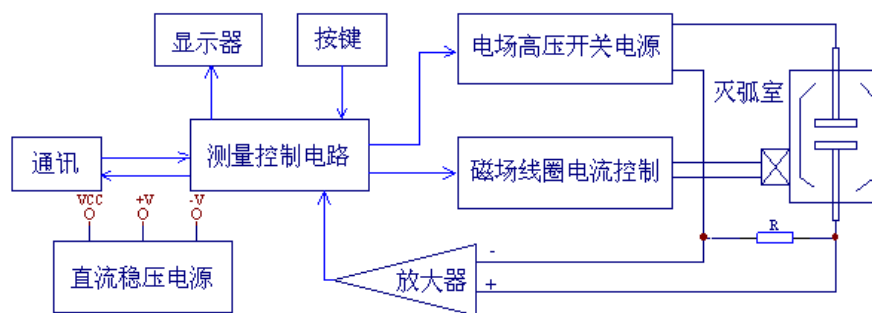 显示器
按键
电场高压开关电源
灭弧室
通讯
测量控制电路
磁场线圈电流控制
VCC +V -V
R
直流稳压电源
放大器
-
+